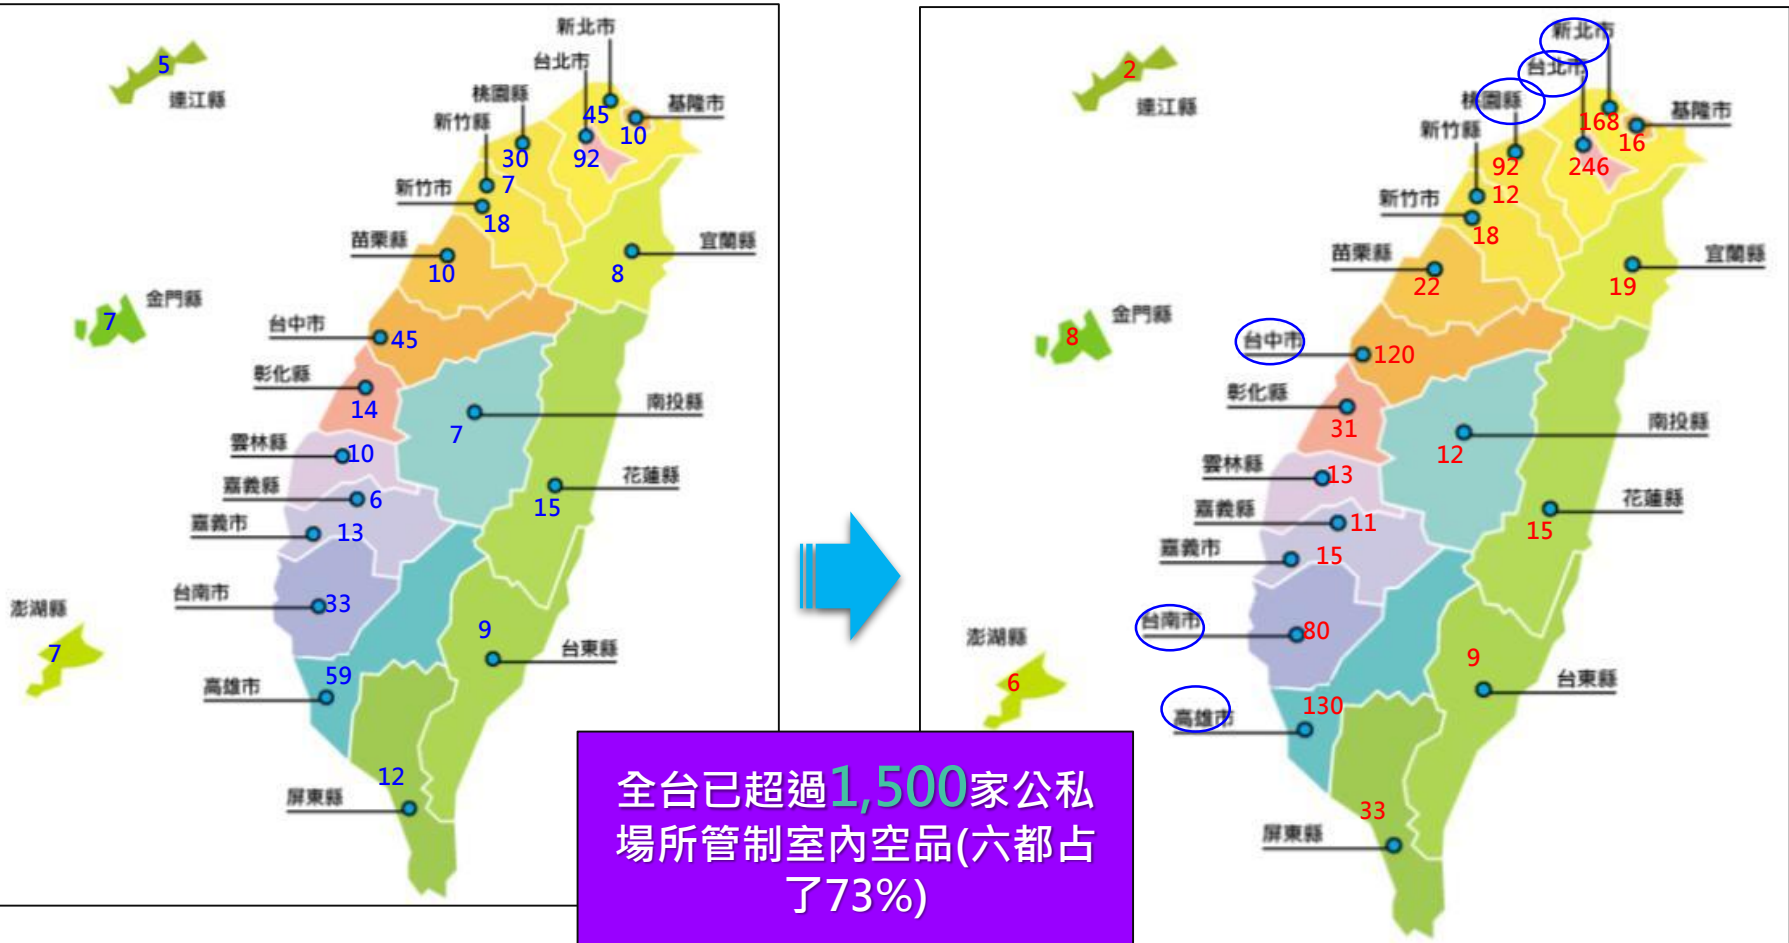 新北市
台北市
5
桃園縣
連江縣
45
基隆市
新竹縣
10
30
92
7
新竹市
18
苗栗縣
宜蘭縣
10
8
金門縣
7
台中市
45
彰化縣
14
南投縣
7
雲林縣
10
嘉義縣
6
花蓮縣
15
嘉義市
13
台南市
33
澎湖縣
7
9
台東縣
59
高雄市
12
屏東縣
新北市
台北市
2
桃園縣
連江縣
168
基隆市
新竹縣
16
92
246
12
新竹市
18
苗栗縣
宜蘭縣
22
19
金門縣
8
台中市
120
彰化縣
31
南投縣
12
雲林縣
13
嘉義縣
11
花蓮縣
15
嘉義市
15
台南市
80
澎湖縣
6
9
台東縣
130
高雄市
33
屏東縣
全台已超過1,500家公私
場所管制室內空品(六都占
了73%)